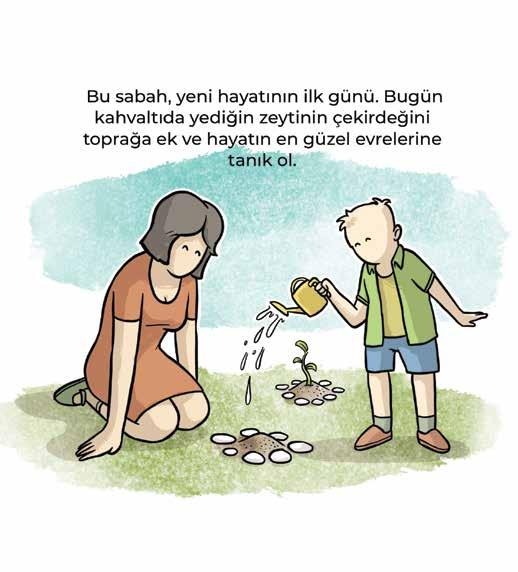 Bu sabah, yeni hayatının ilk günü. Bugün
kahvaltıda yediğin zeytinin çekirdeğini
toprağa ek ve hayatın en güzel evrelerine
tanık ol.